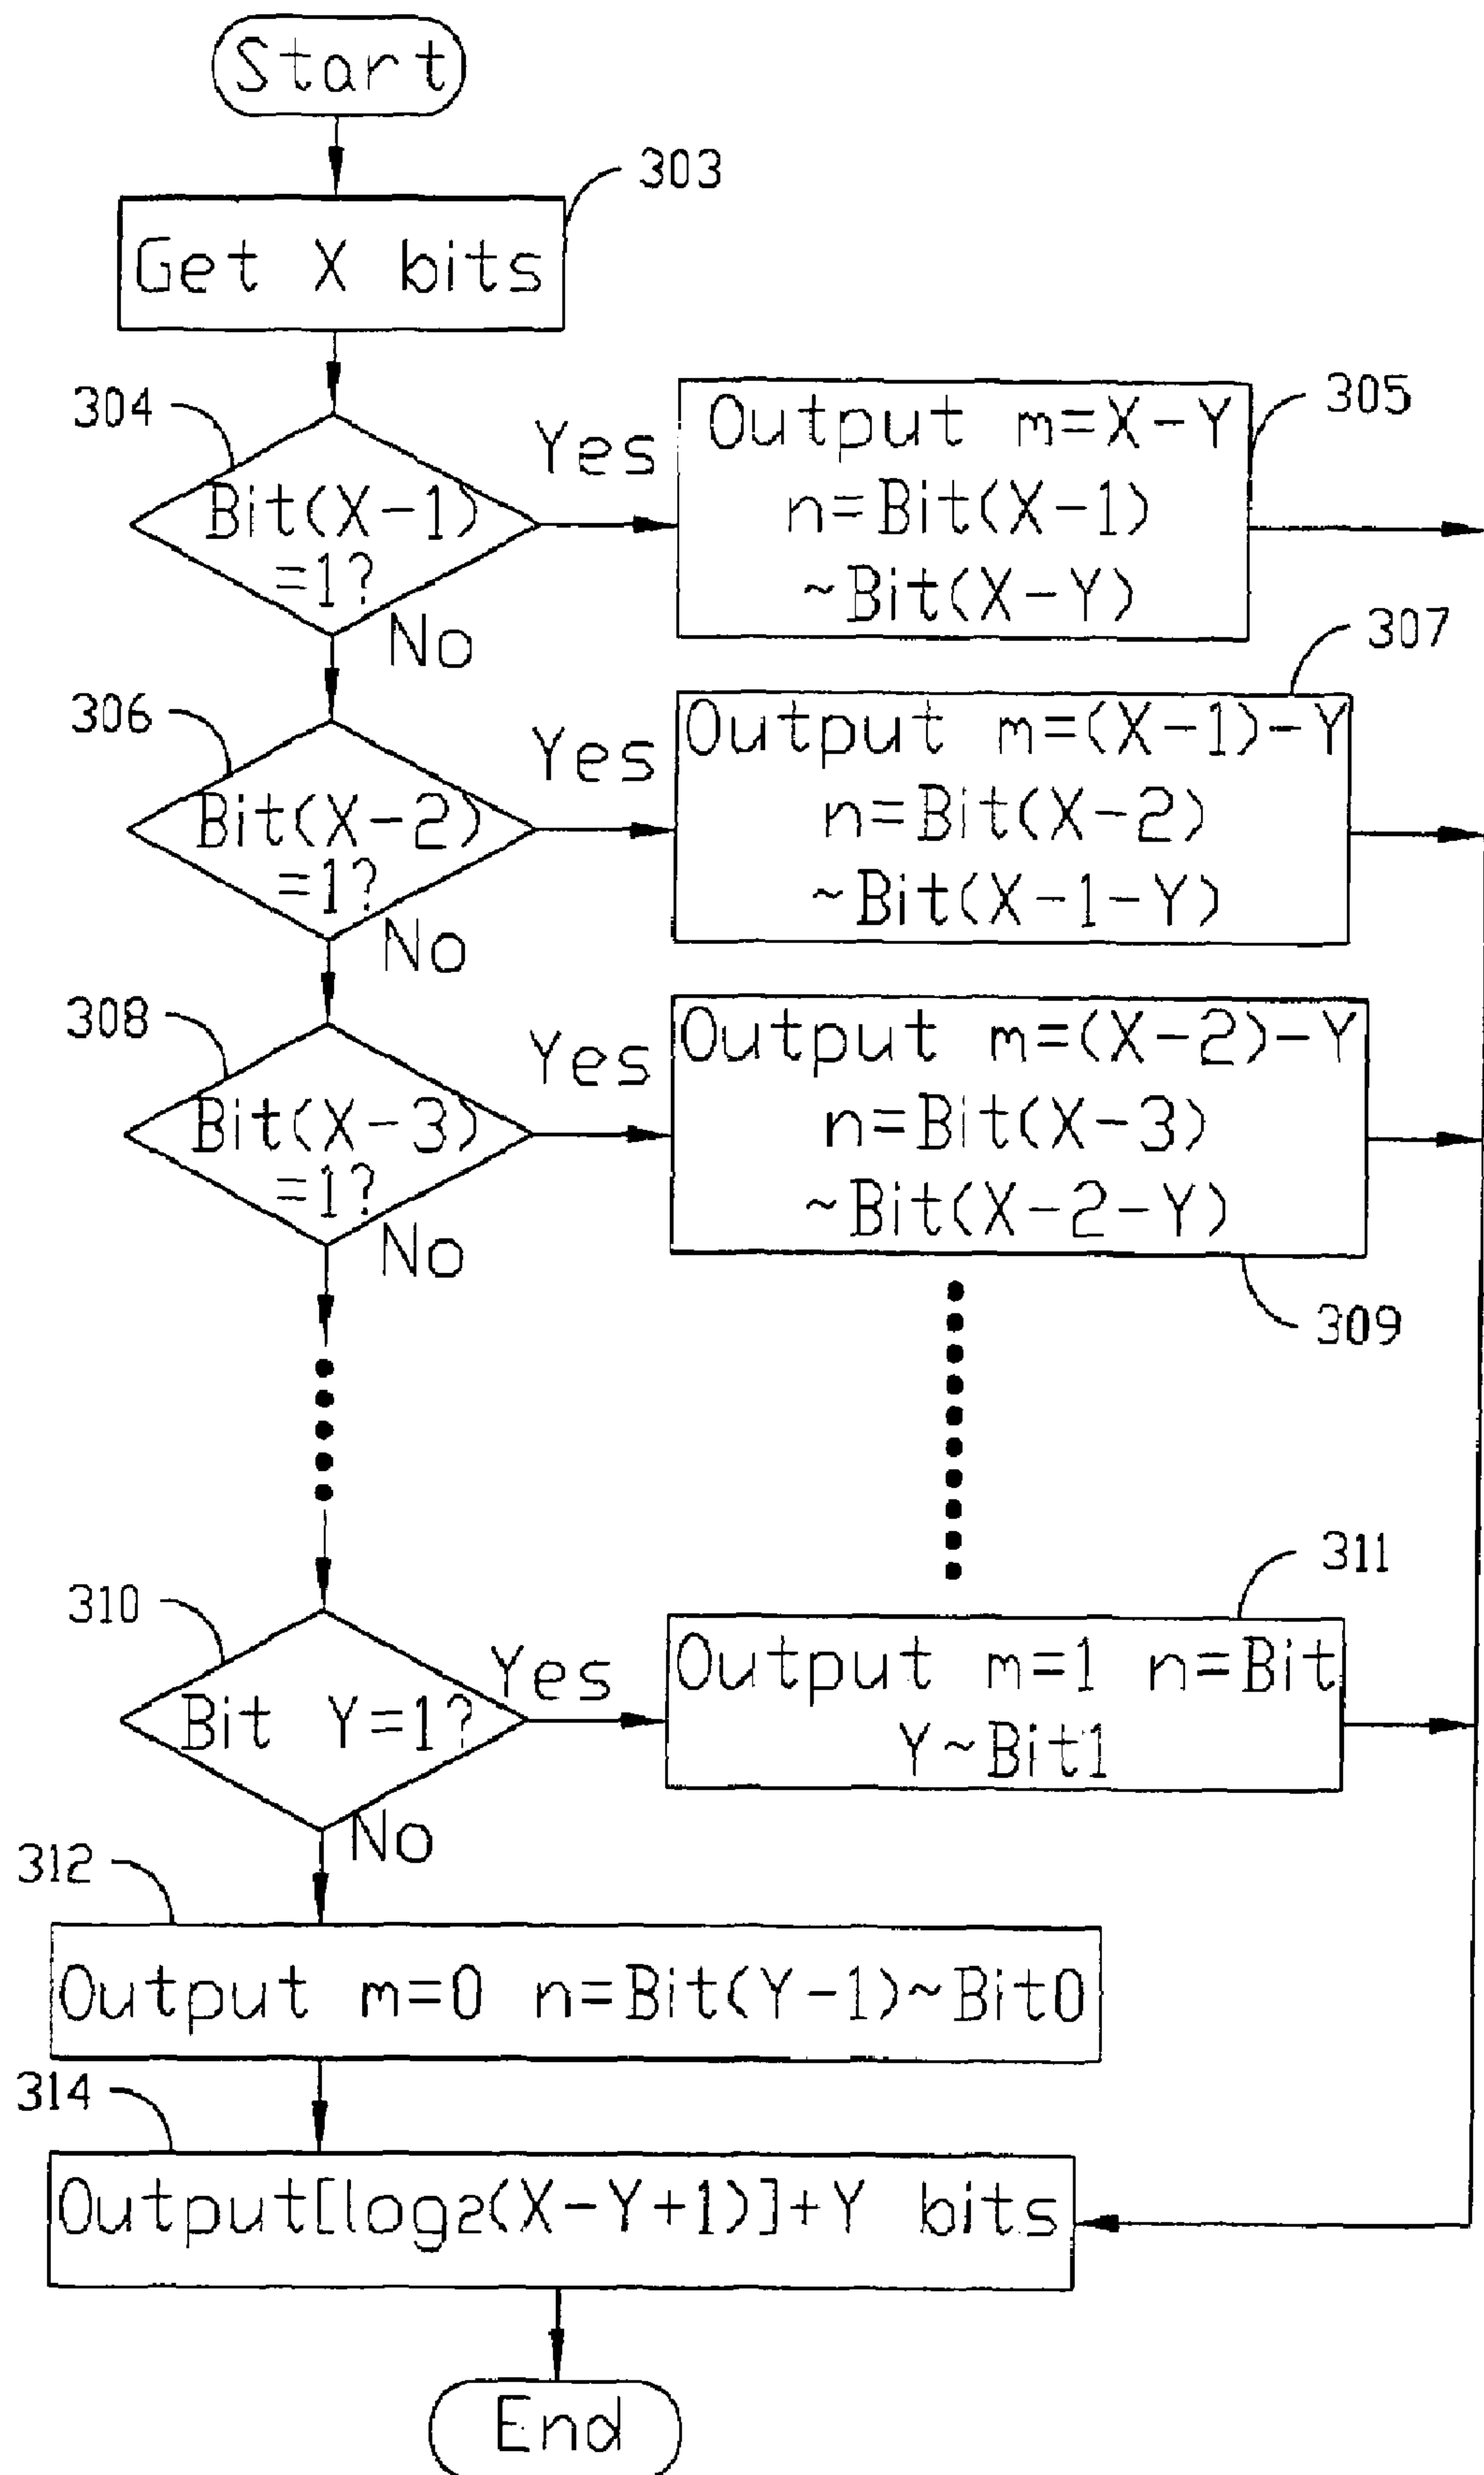 Start
303
Get X bits
304
Bit(X-1)
=1?
Yes
No
Output m=X-Y
n=Bit(X-1)
~Bit(X-Y)
305
306
Bit(X-2)
=1?
Yes
No
Output m=(X-1)-Y
n=Bit(X-2)
~Bit(X-1-Y)
307
308
Bit(X-3)
=1?
Yes
No
Output m=(X-2)-Y
n=Bit(X-3)
~Bit(X-2-Y)
309
310
Bit Y=1?
Yes
No
Output m=1 n=Bit
Y~Bit1
311
312
Output m=0 n=Bit(Y-1)~Bit0
314
Output[log2(X-Y+1)]+Y bits
End